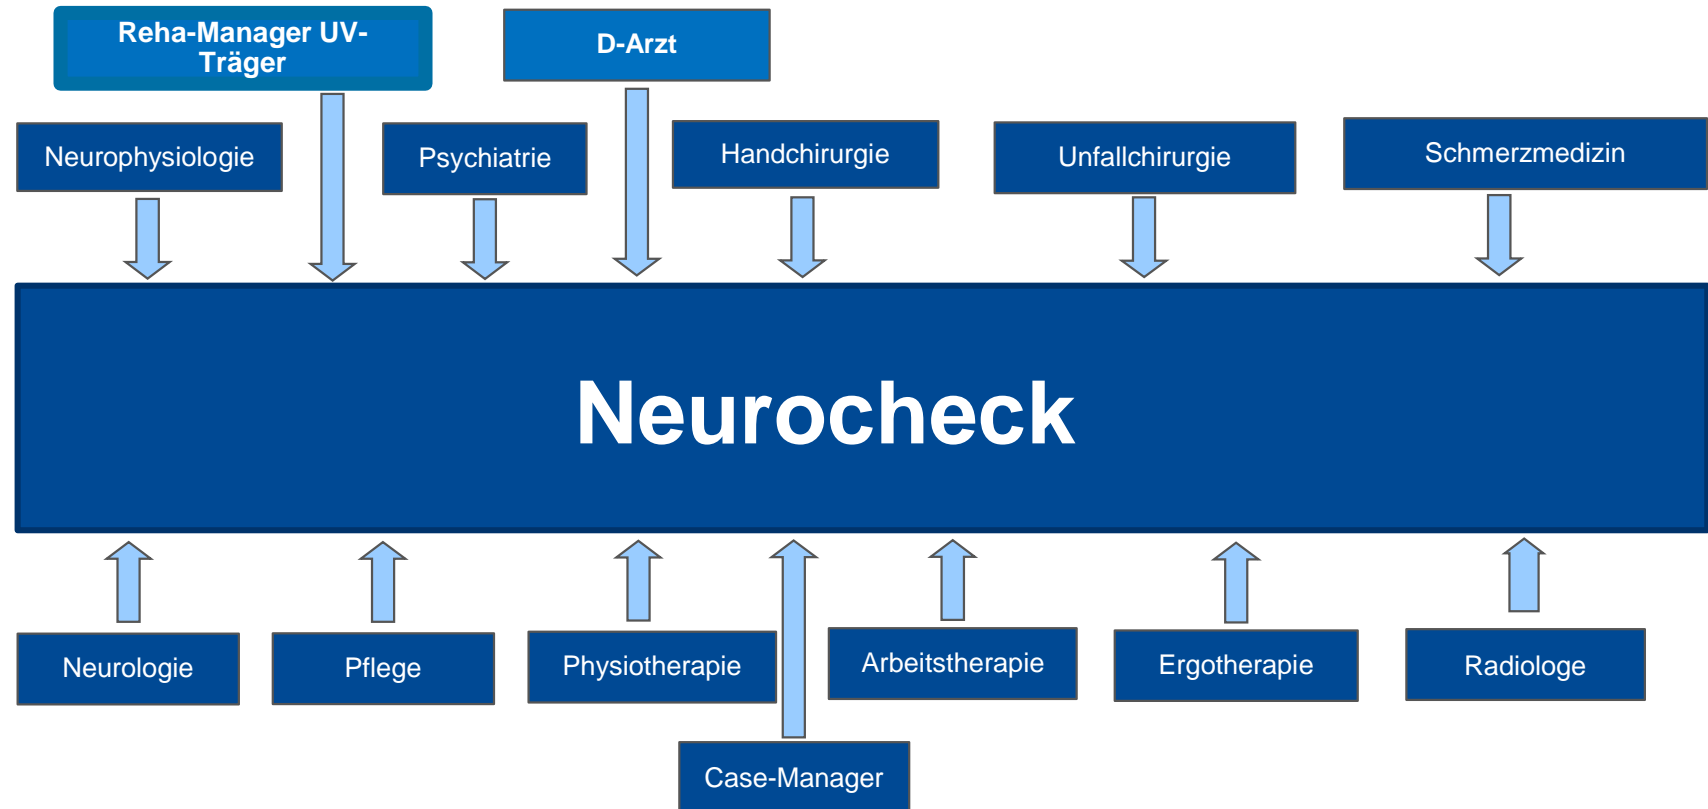 Reha-Manager UV-
Träger
D-Arzt
Neurophysiologie
Psychiatrie
Handchirurgie
Unfallchirurgie
Schmerzmedizin
Neurocheck
Neurologie
Pflege
Physiotherapie
Arbeitstherapie
Ergotherapie
Radiologe
Case-Manager